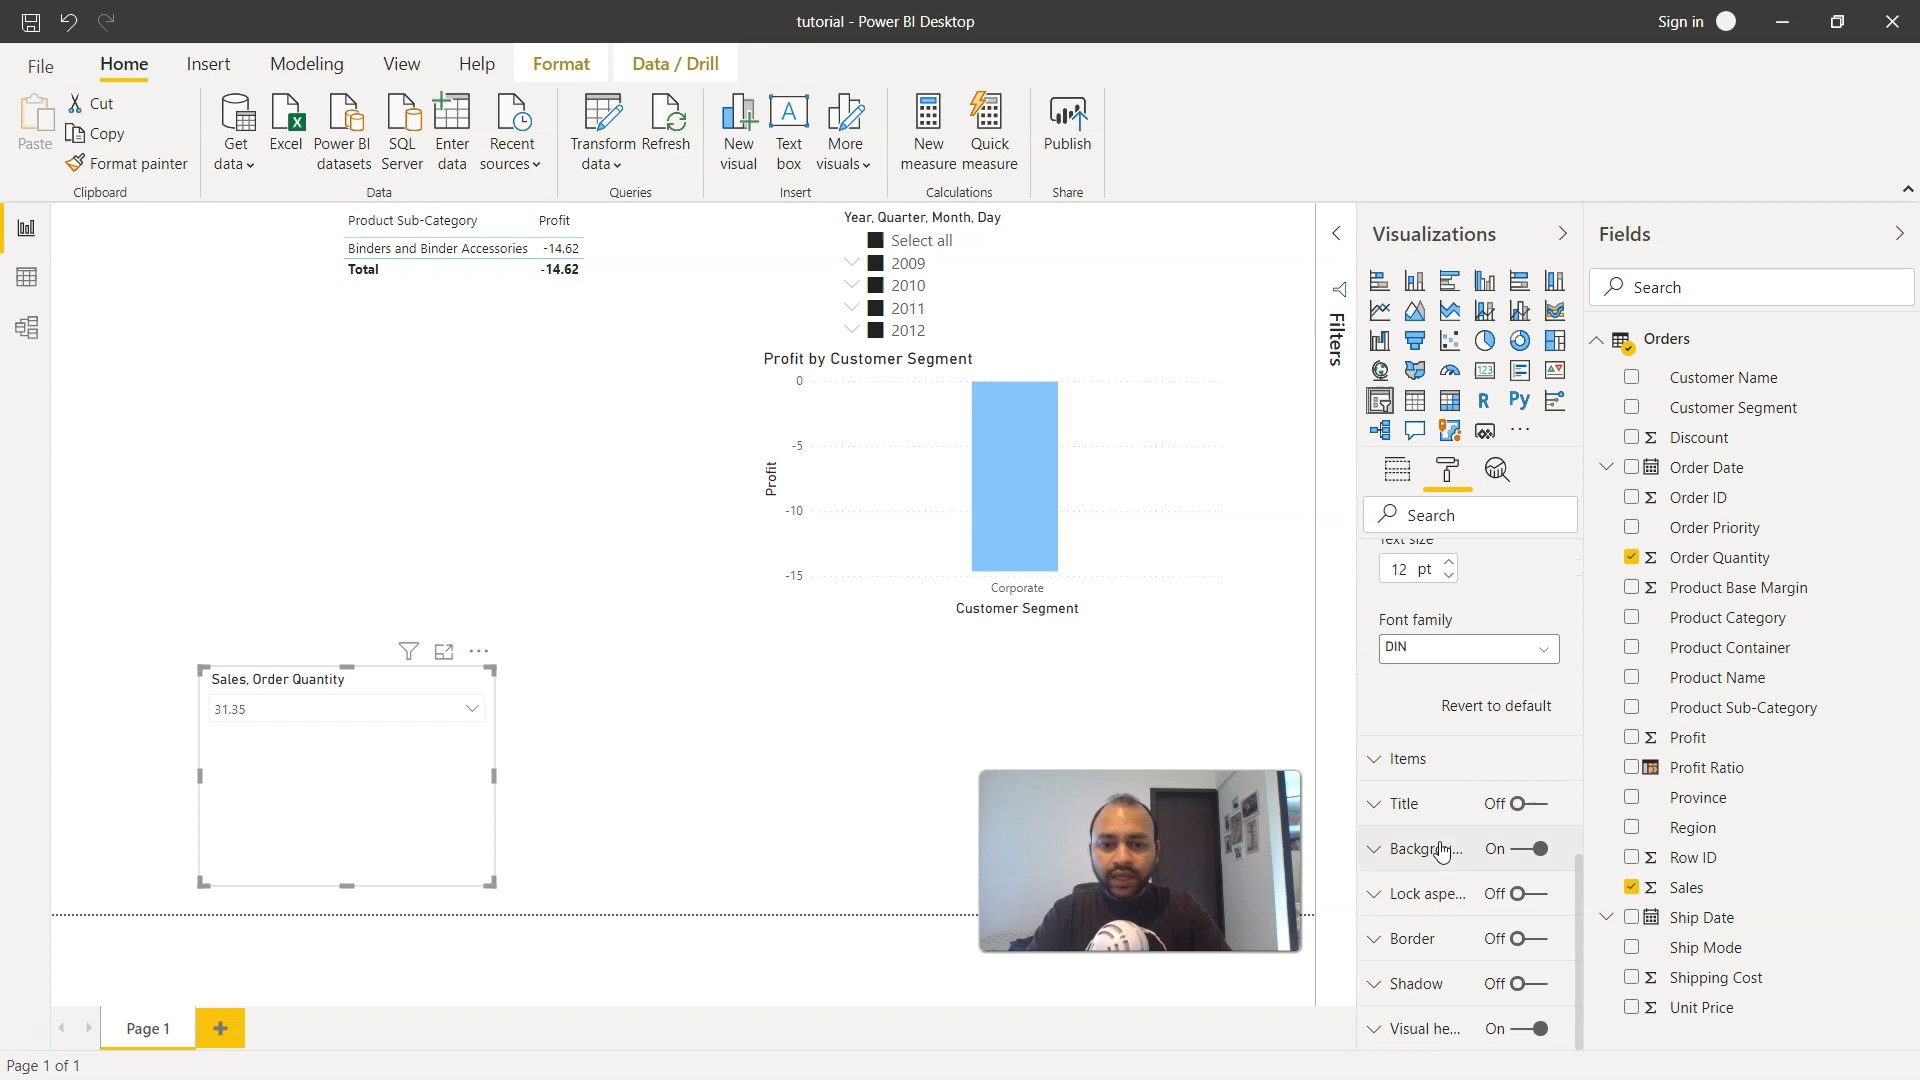 tutorial - Power BI Desktop
Sign in
File
Home
Insert
Modeling
View
Help
Format
Data / Drill
Paste
Cut
Copy
Format painter
Clipboard
Get
data
Excel
Power BI
datasets
SQL
Server
Enter
data
Recent
sources
Data
Transform
data
Refresh
Queries
New
visual
Text
box
More
visuals
Insert
New
measure
Quick
measure
Calculations
Publish
Share
Product Sub-Category Profit
Binders and Binder Accessories -14.62
Total -14.62
Year, Quarter, Month, Day
Select all
2009
2010
2011
2012
Profit by Customer Segment
0
-5
-10
-15
Profit
Corporate
Customer Segment
Sales, Order Quantity
31.35
Filters
Visualizations
Search
Text size
12 pt
Font family
DIN
Revert to default
Items
Title Off
Backgro... On
Lock aspe... Off
Border Off
Shadow Off
Visual he... On
Fields
Search
Orders
Customer Name
Customer Segment
Discount
Order Date
Order ID
Order Priority
Order Quantity
Product Base Margin
Product Category
Product Container
Product Name
Product Sub-Category
Profit
Profit Ratio
Province
Region
Row ID
Sales
Ship Date
Ship Mode
Shipping Cost
Unit Price
Page 1
Page 1 of 1